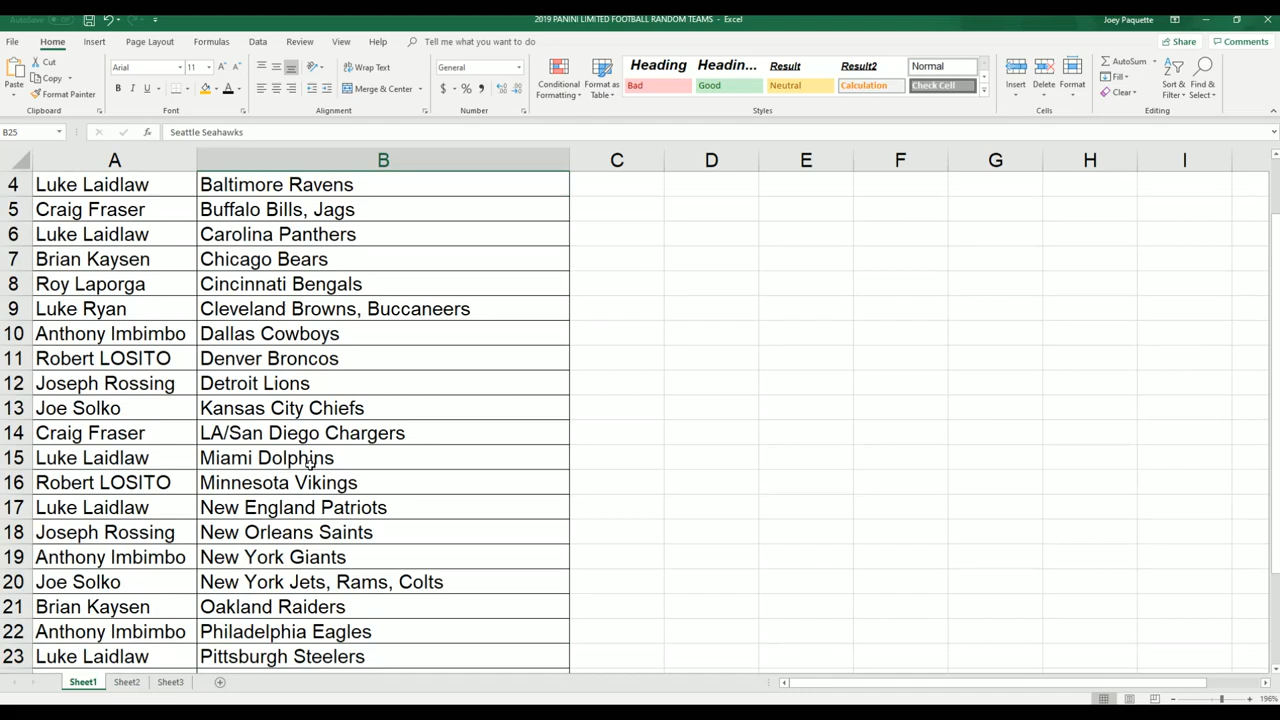 AutoSave Off
2019 PANINI LIMITED FOOTBALL RANDOM TEAMS - Excel
Joey Paquette
File Home Insert Page Layout Formulas Data Review View Help Tell me what you want to do Share Comments
Paste Cut Copy Format Painter Clipboard
Arial 11 B I U A Font
Wrap Text Merge & Center Alignment
General $ % Number
Conditional Formatting Format as Table
Heading Headin... Result Result2 Normal
Bad Good Neutral Calculation Check Cell
Styles
Insert Delete Format Cells
AutoSum Fill Clear Sort & Filter Find & Select Editing
B25 fx Seattle Seahawks
A B C D E F G H I
4 Luke Laidlaw Baltimore Ravens
5 Craig Fraser Buffalo Bills, Jags
6 Luke Laidlaw Carolina Panthers
7 Brian Kaysen Chicago Bears
8 Roy Laporga Cincinnati Bengals
9 Luke Ryan Cleveland Browns, Buccaneers
10 Anthony Imbimbo Dallas Cowboys
11 Robert LOSITO Denver Broncos
12 Joseph Rossing Detroit Lions
13 Joe Solko Kansas City Chiefs
14 Craig Fraser LA/San Diego Chargers
15 Luke Laidlaw Miami Dolphins
16 Robert LOSITO Minnesota Vikings
17 Luke Laidlaw New England Patriots
18 Joseph Rossing New Orleans Saints
19 Anthony Imbimbo New York Giants
20 Joe Solko New York Jets, Rams, Colts
21 Brian Kaysen Oakland Raiders
22 Anthony Imbimbo Philadelphia Eagles
23 Luke Laidlaw Pittsburgh Steelers
Sheet1 Sheet2 Sheet3
196%